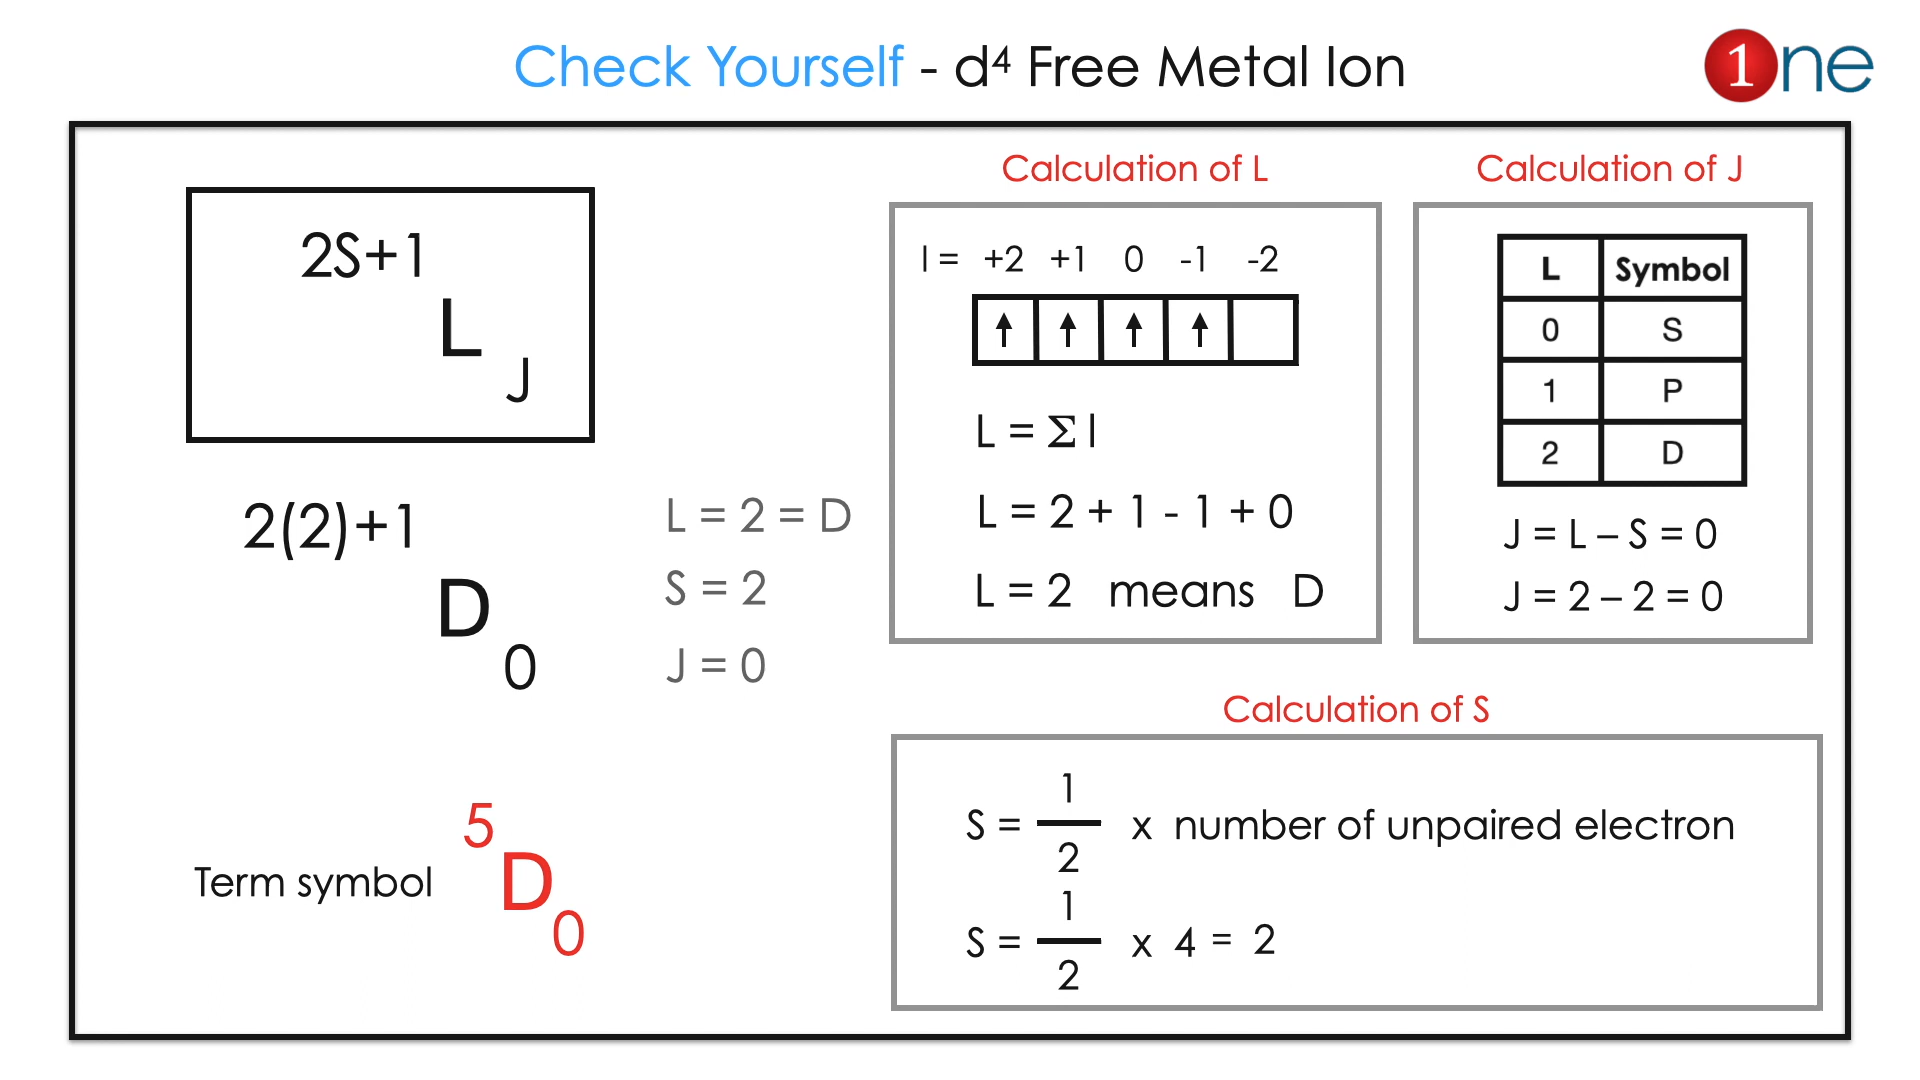 Check Yourself - d⁴ Free Metal Ion
1ne
2S+1
L
J
2(2)+1
D
0
L = 2 = D
S = 2
J = 0
Term symbol
5
D
0
Calculation of L
l = +2 +1 0 -1 -2
L = Σ l
L = 2 + 1 - 1 + 0
L = 2 means D
Calculation of J
L Symbol
0 S
1 P
2 D
J = L – S = 0
J = 2 – 2 = 0
Calculation of S
S = 1/2 x number of unpaired electron
S = 1/2 x 4 = 2